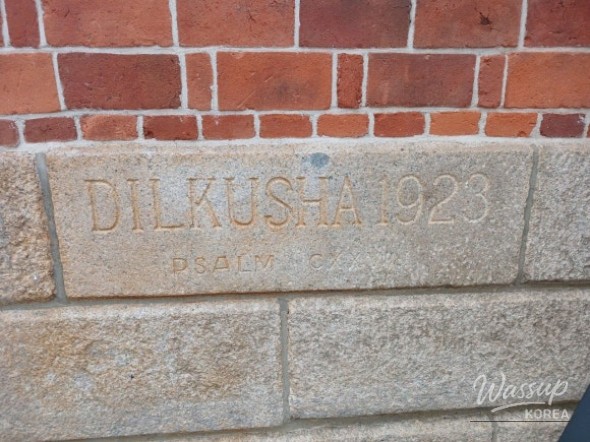 DILKUSHA 1923
PSALM
Wassup
KOREA